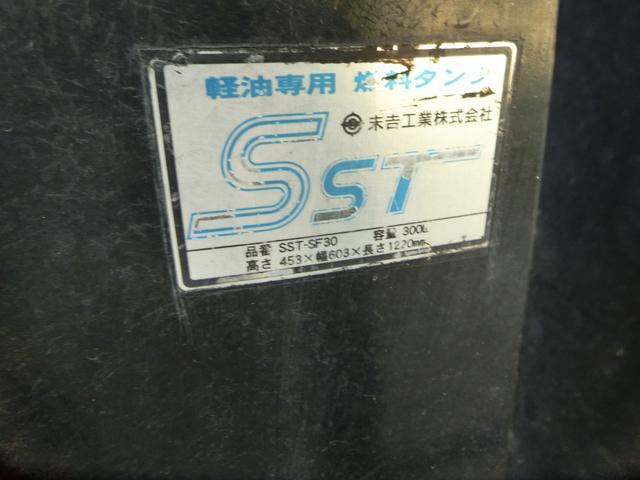 軽油専用 燃料タンク
末吉工業株式会社
SST
品番 SST-SF30 容量 300L
高さ 453×幅603×長さ1220mm